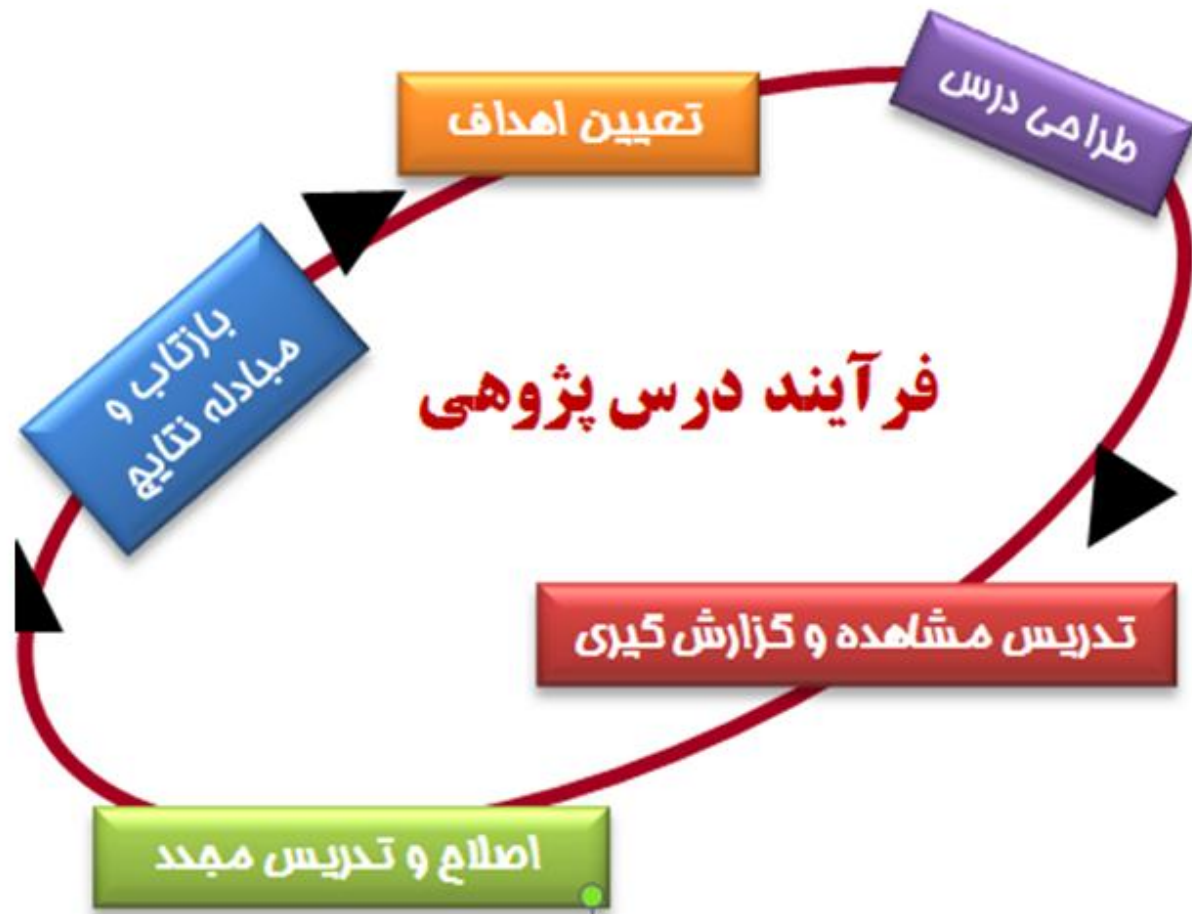 تعیین اهداف
طراحی درس
بازتاب و
مبادله نتایج
فرآیند درس پژوهی
تدریس مشاهده و گزارش گیری
اصلاح و تدریس مجدد